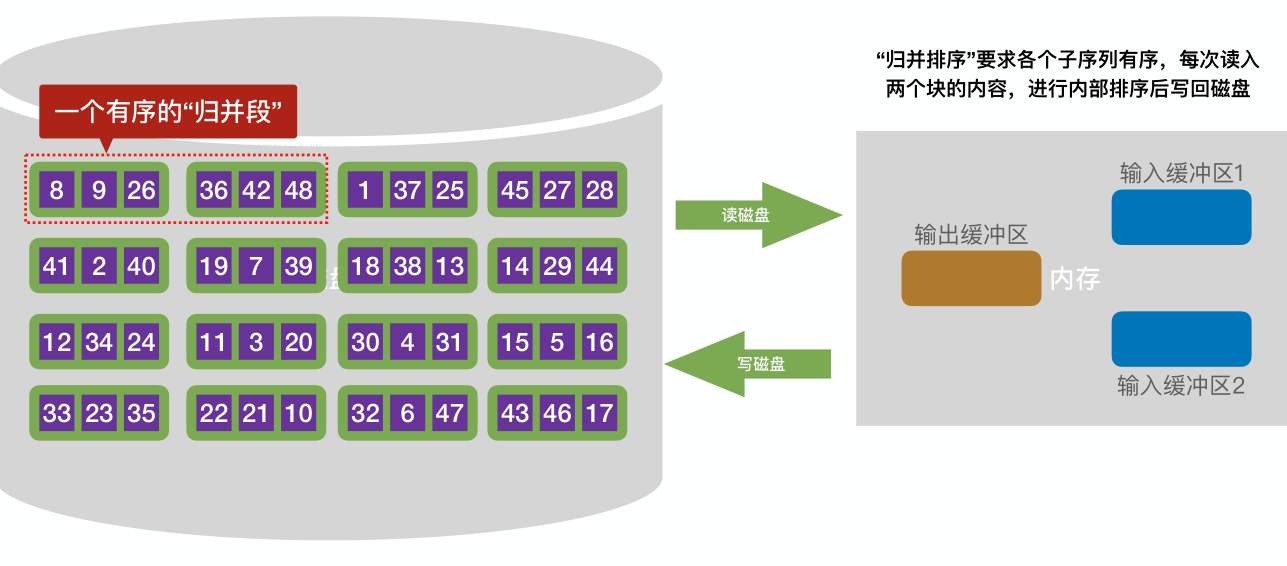 “归并排序”要求各个子序列有序，每次读入
两个块的内容，进行内部排序后写回磁盘
一个有序的“归并段”
8 9 26 36 42 48 1 37 25 45 27 28
41 2 40 19 7 39 18 38 13 14 29 44
12 34 24 11 3 20 30 4 31 15 5 16
33 23 35 22 21 10 32 6 47 43 46 17
读磁盘
写磁盘
输入缓冲区1
输出缓冲区
内存
输入缓冲区2